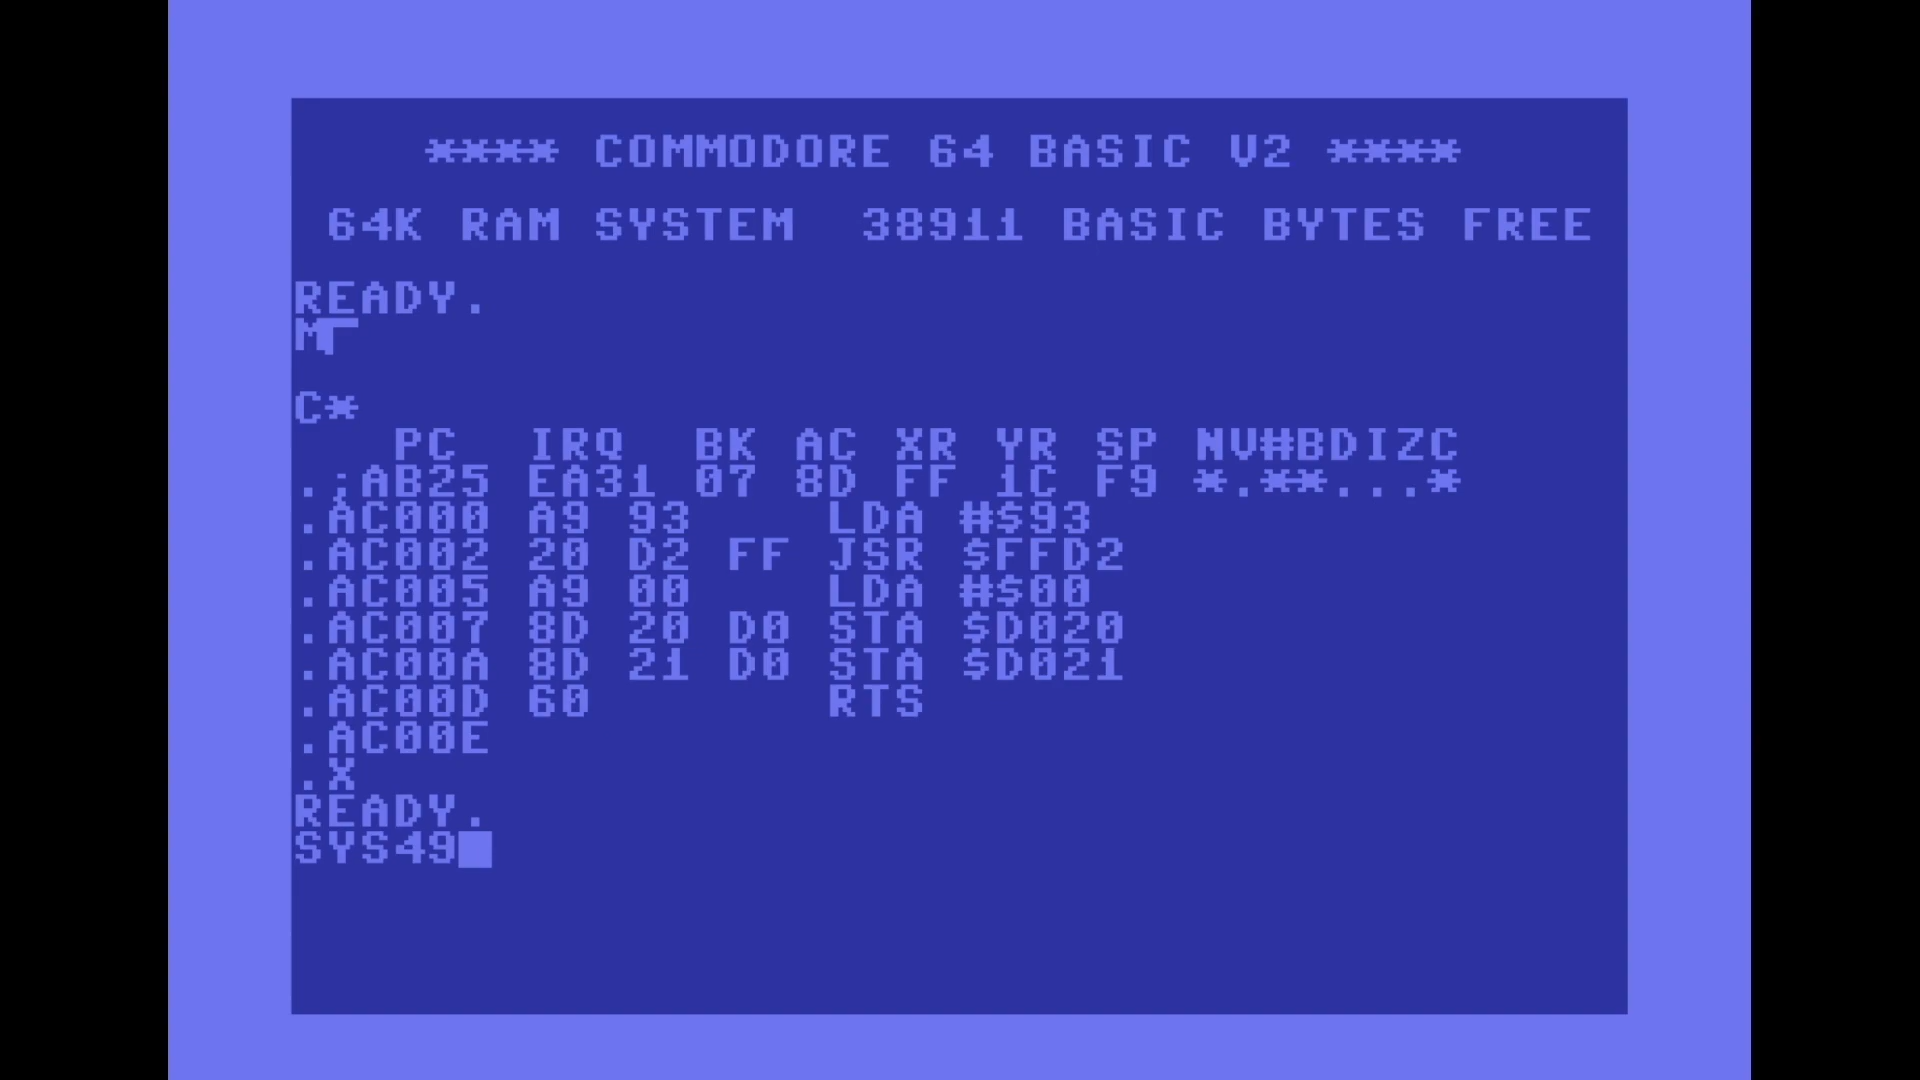 **** COMMODORE 64 BASIC V2 ****
64K RAM SYSTEM  38911 BASIC BYTES FREE
READY.
M┌
C*
PC  IRQ  BK AC XR YR SP NV#BDIZC
.;AB25 EA31 07 8D FF 1C F9 *.**...*
.AC000 A9 93    LDA #$93
.AC002 20 D2 FF JSR $FFD2
.AC005 A9 00    LDA #$00
.AC007 8D 20 D0 STA $D020
.AC00A 8D 21 D0 STA $D021
.AC00D 60       RTS
.AC00E
.X
READY.
SYS49